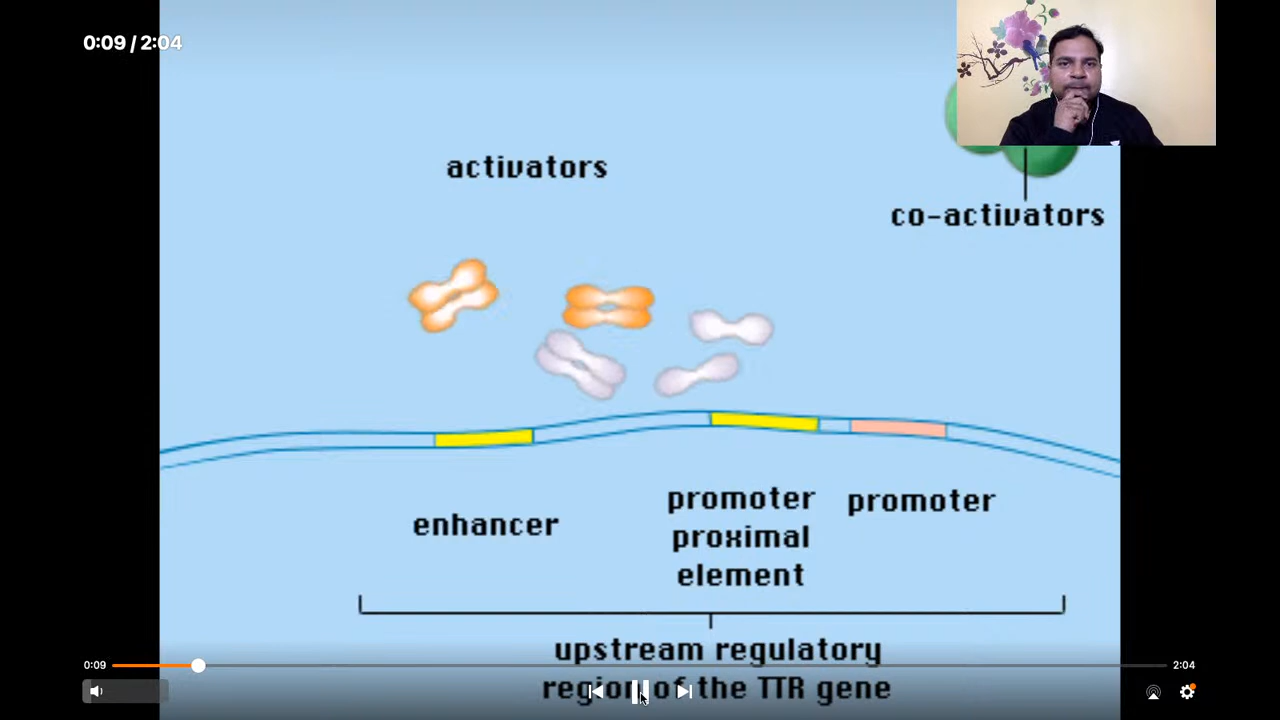 0:09 / 2:04
activators
co-activators
enhancer
promoter
proximal
element
promoter
upstream regulatory
region of the TTR gene
0:09
2:04